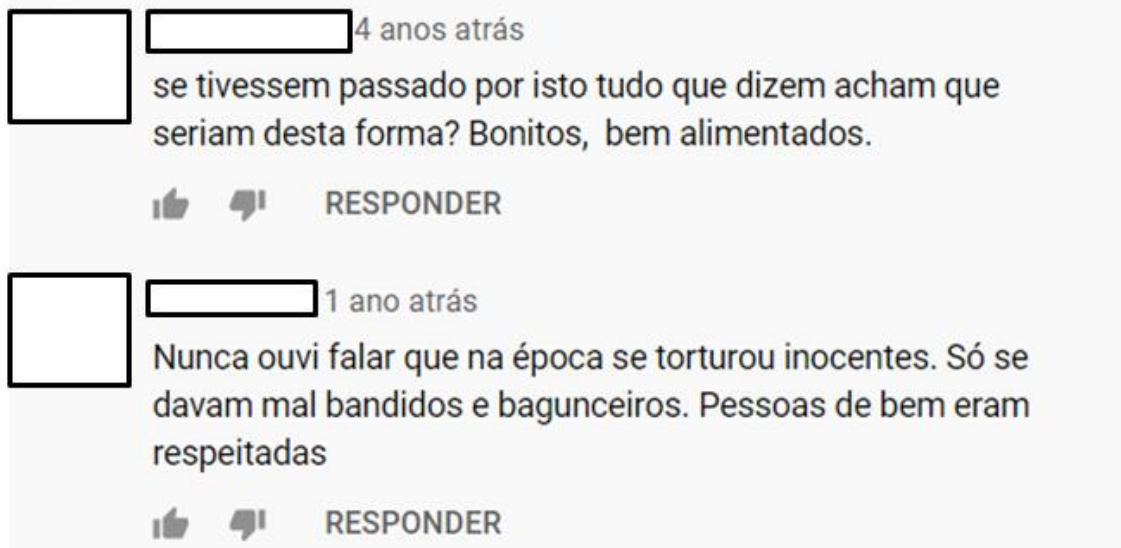 4 anos atrás
se tivessem passado por isto tudo que dizem acham que
seriam desta forma? Bonitos, bem alimentados.
RESPONDER
1 ano atrás
Nunca ouvi falar que na época se torturou inocentes. Só se
davam mal bandidos e bagunceiros. Pessoas de bem eram
respeitadas
RESPONDER